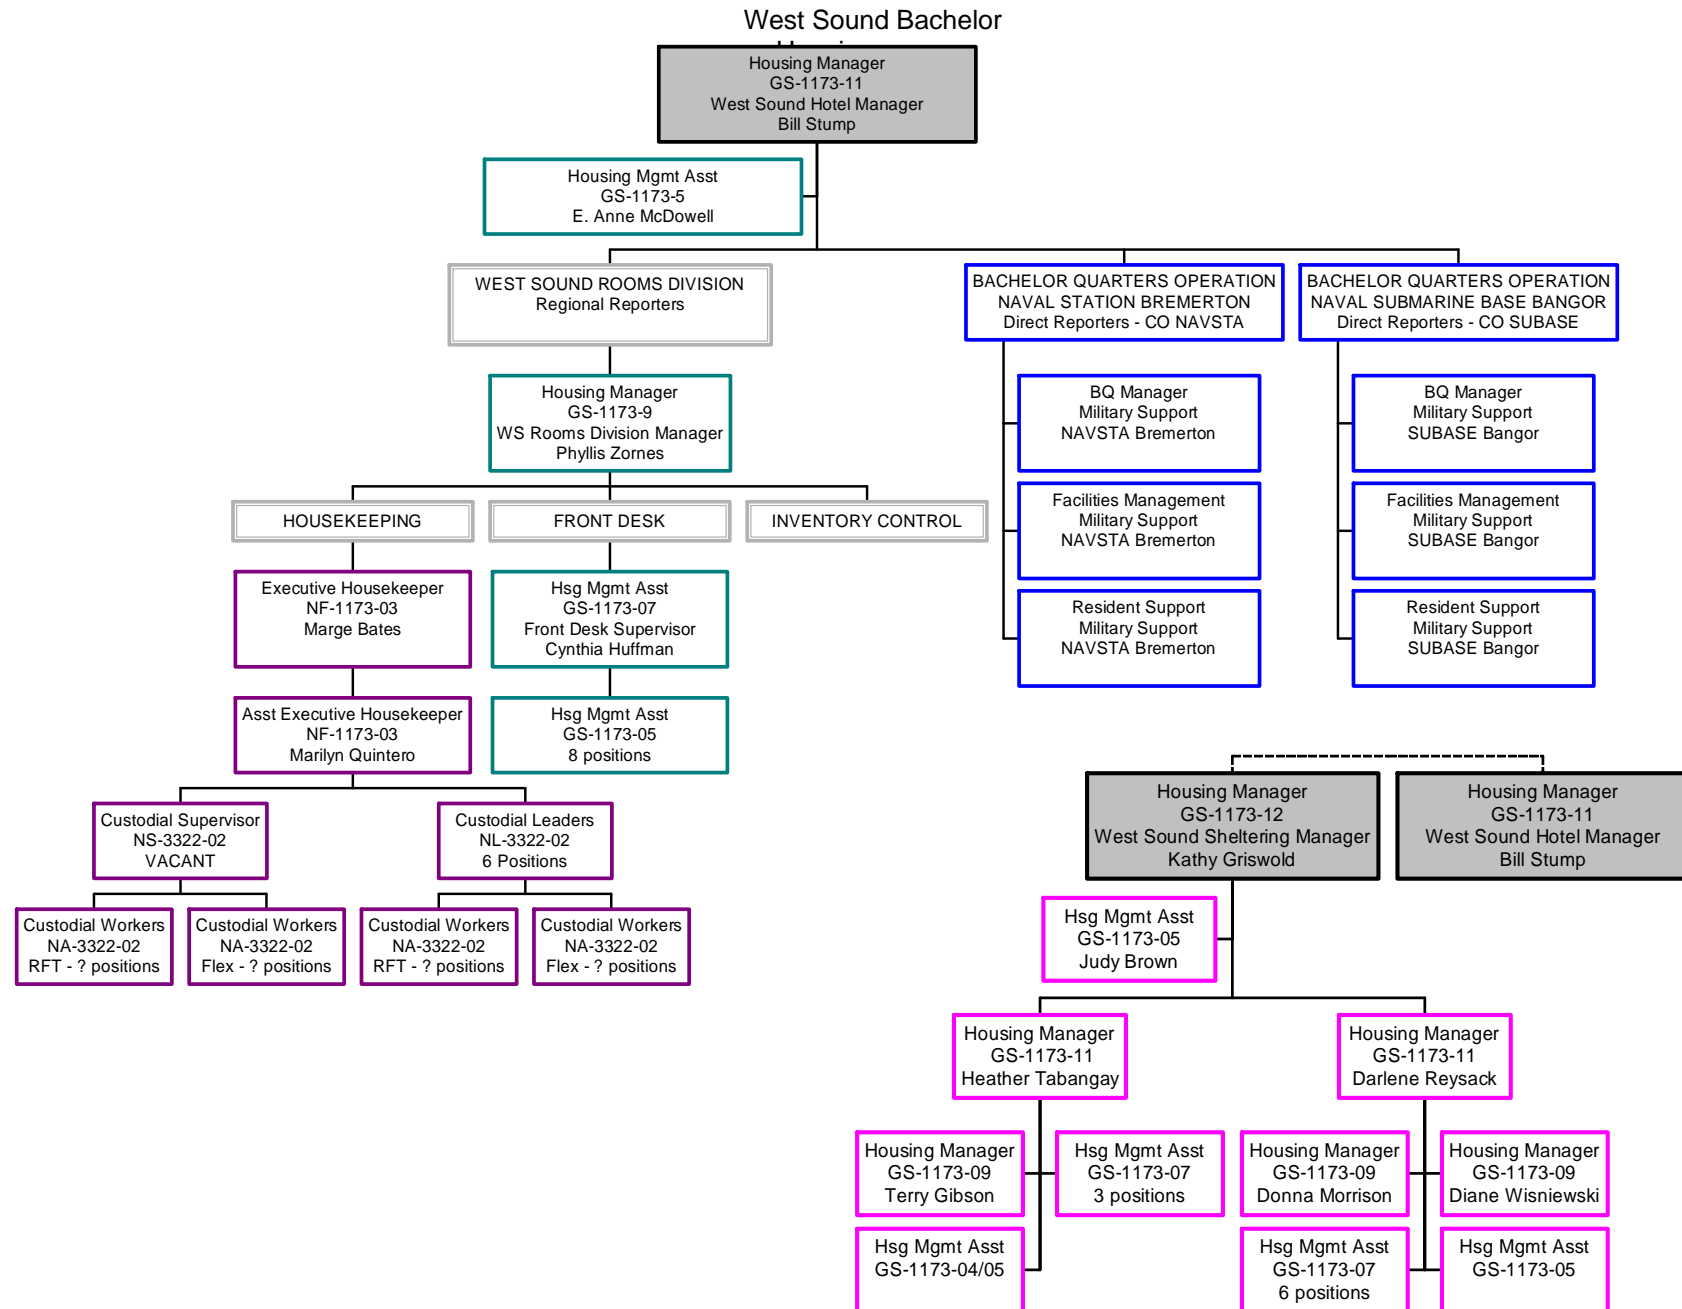 West Sound Bachelor
Housing Manager
GS-1173-11
West Sound Hotel Manager
Bill Stump
Housing Mgmt Asst
GS-1173-5
E. Anne McDowell
WEST SOUND ROOMS DIVISION
Regional Reporters
BACHELOR QUARTERS OPERATION
NAVAL STATION BREMERTON
Direct Reporters - CO NAVSTA
BACHELOR QUARTERS OPERATION
NAVAL SUBMARINE BASE BANGOR
Direct Reporters - CO SUBASE
Housing Manager
GS-1173-9
WS Rooms Division Manager
Phyllis Zornes
BQ Manager
Military Support
NAVSTA Bremerton
BQ Manager
Military Support
SUBASE Bangor
HOUSEKEEPING
FRONT DESK
INVENTORY CONTROL
Facilities Management
Military Support
NAVSTA Bremerton
Facilities Management
Military Support
SUBASE Bangor
Executive Housekeeper
NF-1173-03
Marge Bates
Hsg Mgmt Asst
GS-1173-07
Front Desk Supervisor
Cynthia Huffman
Resident Support
Military Support
NAVSTA Bremerton
Resident Support
Military Support
SUBASE Bangor
Asst Executive Housekeeper
NF-1173-03
Marilyn Quintero
Hsg Mgmt Asst
GS-1173-05
8 positions
Custodial Supervisor
NS-3322-02
VACANT
Custodial Leaders
NL-3322-02
6 Positions
Custodial Workers
NA-3322-02
RFT - ? positions
Custodial Workers
NA-3322-02
Flex - ? positions
Custodial Workers
NA-3322-02
RFT - ? positions
Custodial Workers
NA-3322-02
Flex - ? positions
Housing Manager
GS-1173-12
West Sound Sheltering Manager
Kathy Griswold
Housing Manager
GS-1173-11
West Sound Hotel Manager
Bill Stump
Hsg Mgmt Asst
GS-1173-05
Judy Brown
Housing Manager
GS-1173-11
Heather Tabangay
Housing Manager
GS-1173-11
Darlene Reysack
Housing Manager
GS-1173-09
Terry Gibson
Hsg Mgmt Asst
GS-1173-07
3 positions
Housing Manager
GS-1173-09
Donna Morrison
Housing Manager
GS-1173-09
Diane Wisniewski
Hsg Mgmt Asst
GS-1173-04/05
Hsg Mgmt Asst
GS-1173-07
6 positions
Hsg Mgmt Asst
GS-1173-05